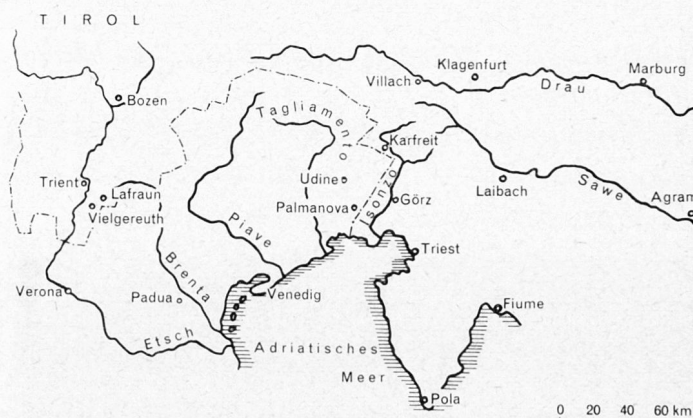 TIROL
Klagenfurt
Villach
Marburg
Drau
Bozen
Tagliamento
Karfreit
Trient
Lafraun
Vielgereuth
Udine
Palmanova
Isonzo
Görz
Laibach
Sawe
Agram
Piave
Brenta
Triest
Verona
Padua
Venedig
Fiume
Etsch
Adriatisches
Meer
Pola
0 20 40 60 km